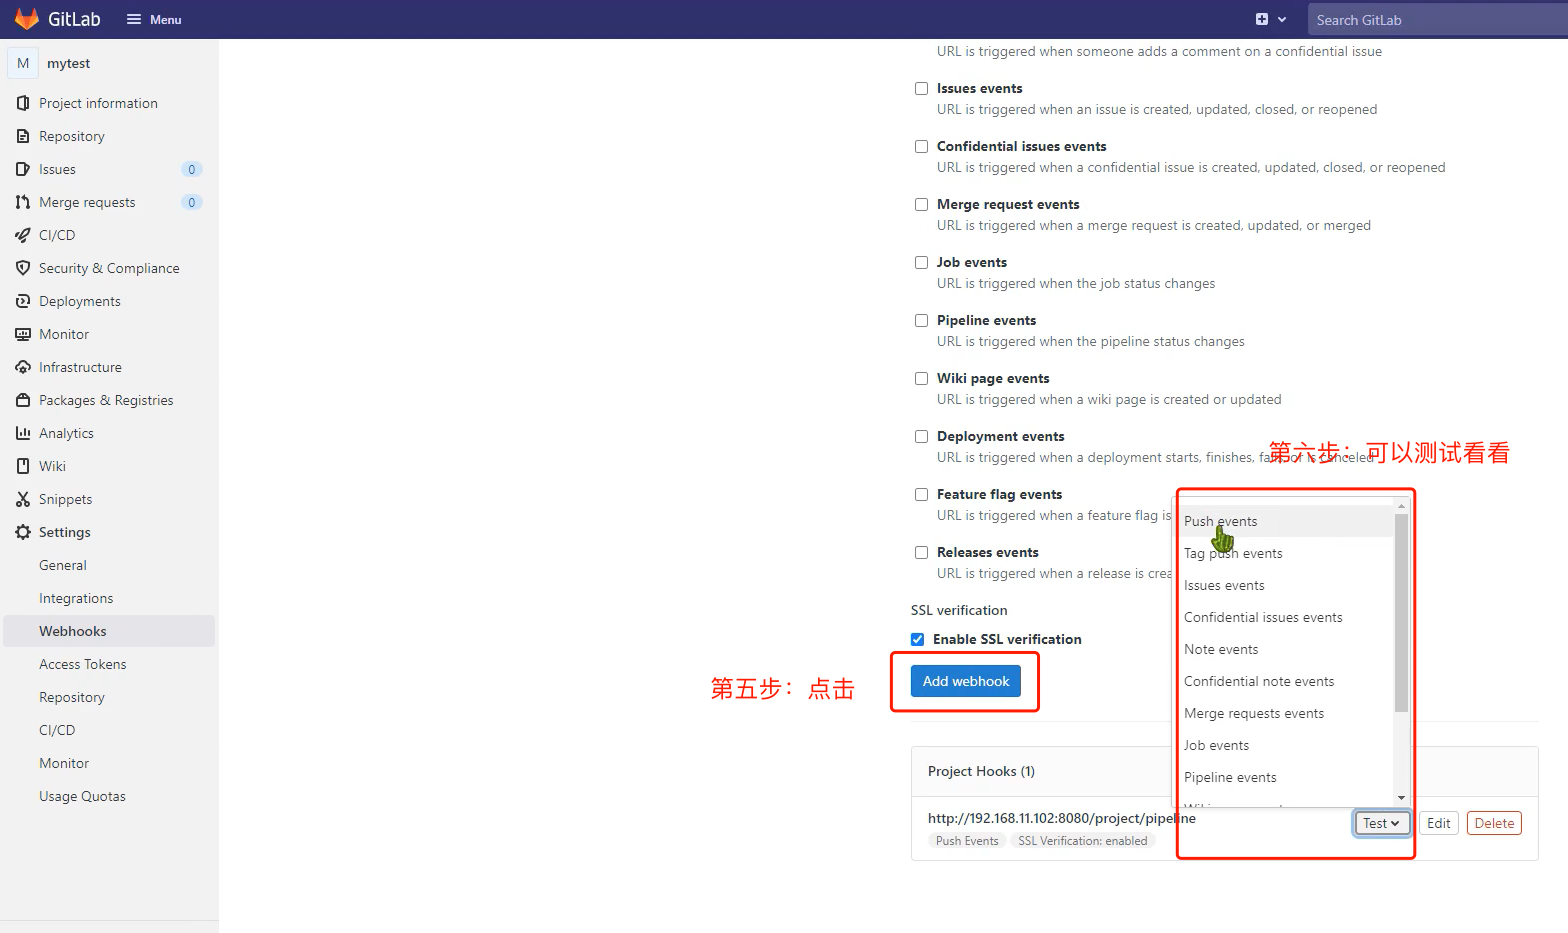 GitLab
Menu
Search GitLab
M
mytest
Project information
Repository
Issues
0
Merge requests
0
CI/CD
Security & Compliance
Deployments
Monitor
Infrastructure
Packages & Registries
Analytics
Wiki
Snippets
Settings
General
Integrations
Webhooks
Access Tokens
Repository
CI/CD
Monitor
Usage Quotas
URL is triggered when someone adds a comment on a confidential issue
Issues events
URL is triggered when an issue is created, updated, closed, or reopened
Confidential issues events
URL is triggered when a confidential issue is created, updated, closed, or reopened
Merge request events
URL is triggered when a merge request is created, updated, or merged
Job events
URL is triggered when the job status changes
Pipeline events
URL is triggered when the pipeline status changes
Wiki page events
URL is triggered when a wiki page is created or updated
Deployment events
URL is triggered when a deployment starts, finishes, fails, or is canceled
第六步：可以测试看看
Feature flag events
URL is triggered when a feature flag is
Releases events
URL is triggered when a release is crea
SSL verification
Enable SSL verification
第五步：点击
Add webhook
Push events
Tag push events
Issues events
Confidential issues events
Note events
Confidential note events
Merge requests events
Job events
Pipeline events
Project Hooks (1)
http://192.168.11.102:8080/project/pipeline
Push Events
SSL Verification: enabled
Test
Edit
Delete